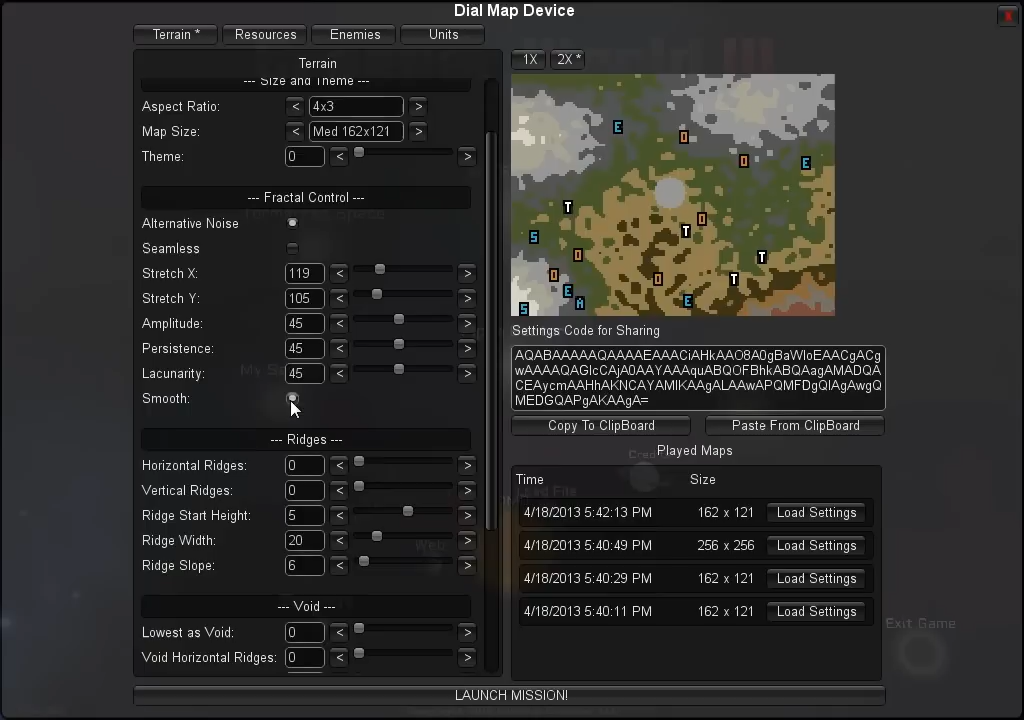 Dial Map Device
X
Terrain *
Resources
Enemies
Units
Terrain
--- Size and Theme ---
Aspect Ratio: < 4x3 >
Map Size: < Med 162x121 >
Theme: 0 < >
--- Fractal Control ---
Alternative Noise
Seamless
Stretch X: 119 < >
Stretch Y: 105 < >
Amplitude: 45 < >
Persistence: 45 < >
Lacunarity: 45 < >
Smooth:
--- Ridges ---
Horizontal Ridges: 0 < >
Vertical Ridges: 0 < >
Ridge Start Height: 5 < >
Ridge Width: 20 < >
Ridge Slope: 6 < >
--- Void ---
Lowest as Void: 0 < >
Void Horizontal Ridges: 0 < >
1X
2X *
E
O
O E
T
O
S
T
O
T
O
O
T
E
A
E
S
Settings Code for Sharing
AQABAAAAAQAAAAEAAACiAHkAAO8A0gBaWloEAACgACg
wAAAAQAGlcCAjA0AAYAAAquABQOFBhkABQAagAMADQA
CEAycmAAHhAKNCAYAMIKAAgALAAwAPQMFDgQIAgAwgQ
MEDGQAPgAKAAgA=
Copy To ClipBoard
Paste From ClipBoard
Played Maps
Time Size
4/18/2013 5:42:13 PM 162 x 121 Load Settings
4/18/2013 5:40:49 PM 256 x 256 Load Settings
4/18/2013 5:40:29 PM 162 x 121 Load Settings
4/18/2013 5:40:11 PM 162 x 121 Load Settings
Exit Game
LAUNCH MISSION!